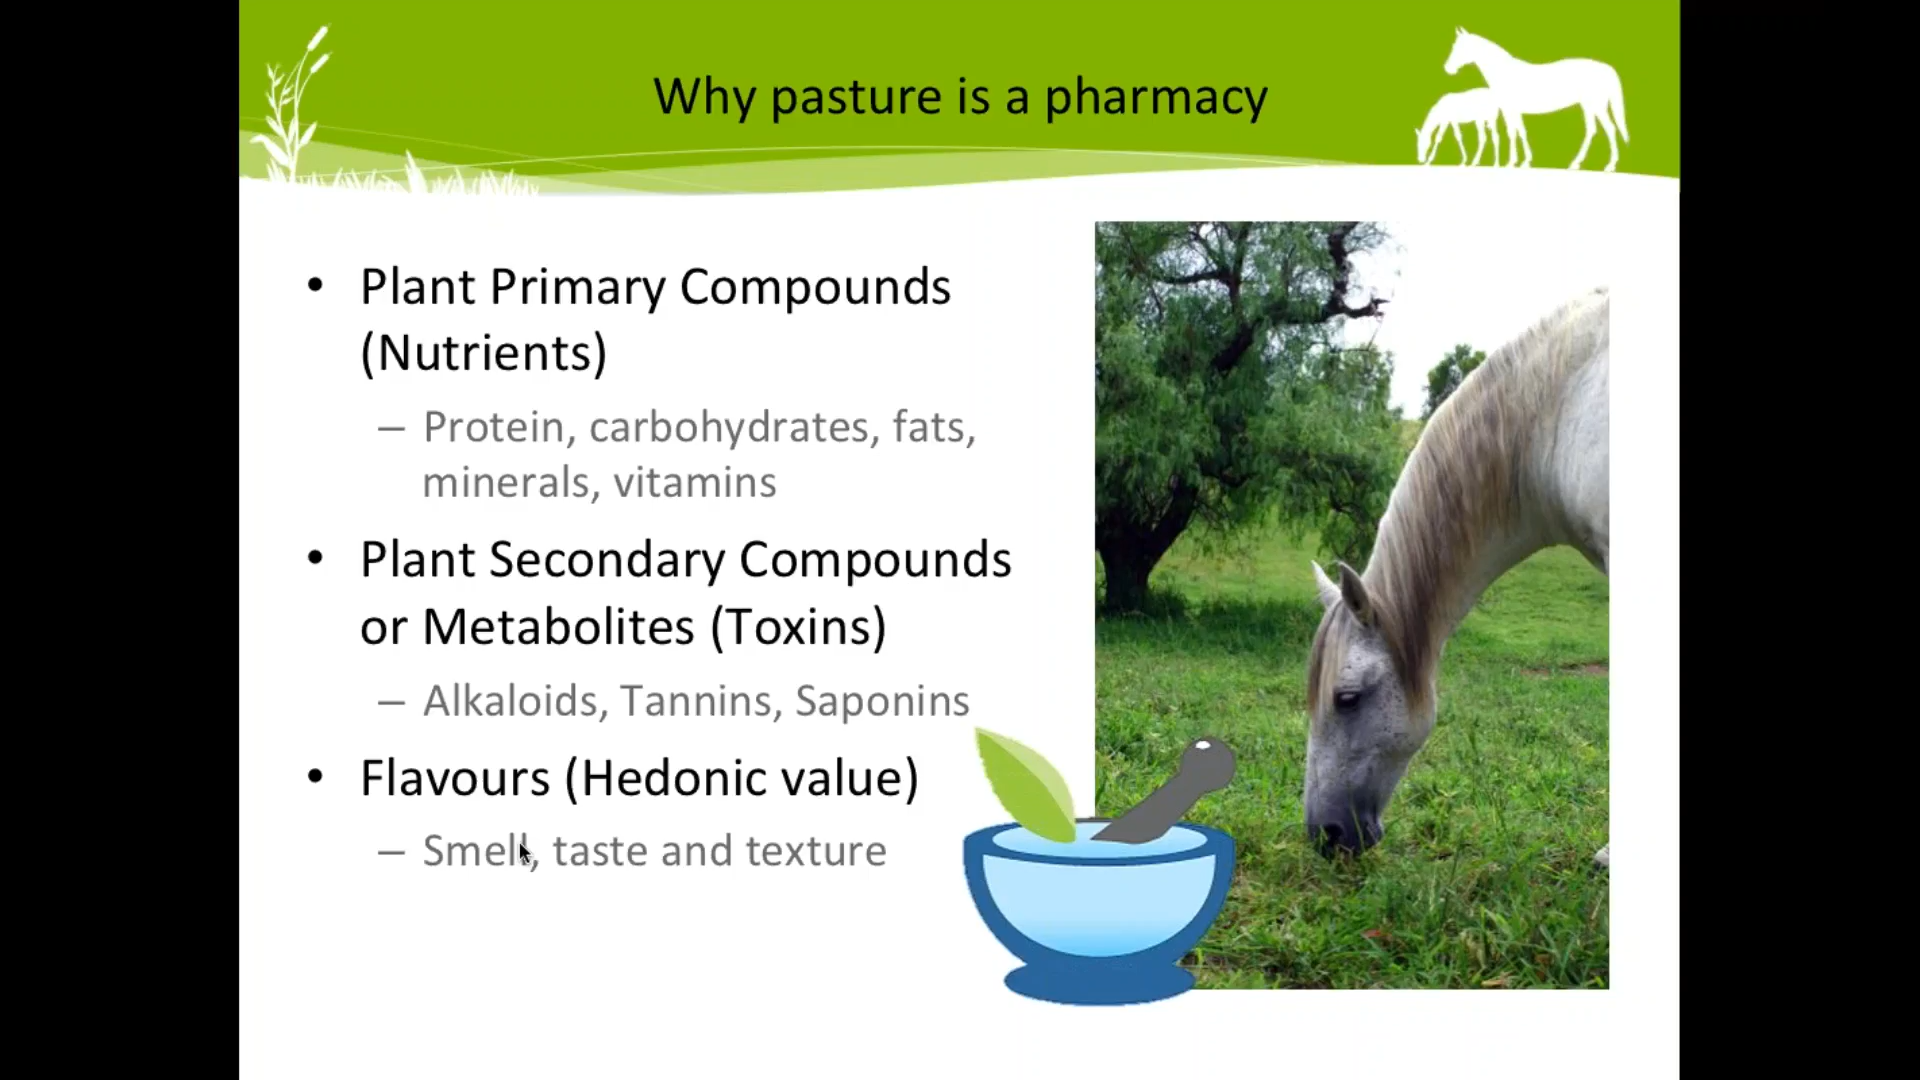 Why pasture is a pharmacy
• Plant Primary Compounds
(Nutrients)
– Protein, carbohydrates, fats,
minerals, vitamins
• Plant Secondary Compounds
or Metabolites (Toxins)
– Alkaloids, Tannins, Saponins
• Flavours (Hedonic value)
– Smell, taste and texture